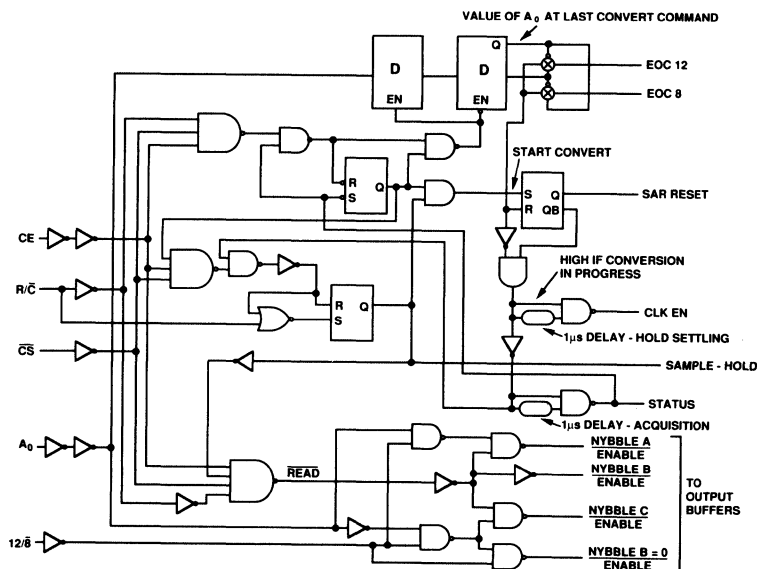 VALUE OF A₀ AT LAST CONVERT COMMAND
Q
D
D
EN
EN
EOC 12
EOC 8
START CONVERT
R
S
Q
S
R
Q
QB
SAR RESET
CE
R/C̅
C̅S̅
HIGH IF CONVERSION
IN PROGRESS
R
S
Q
CLK EN
1µs DELAY - HOLD SETTLING
SAMPLE - HOLD
STATUS
1µs DELAY - ACQUISITION
A₀
R̅E̅A̅D̅
NYBBLE A
ENABLE
NYBBLE B
ENABLE
NYBBLE C
ENABLE
NYBBLE B = 0
ENABLE
TO
OUTPUT
BUFFERS
12/8̅